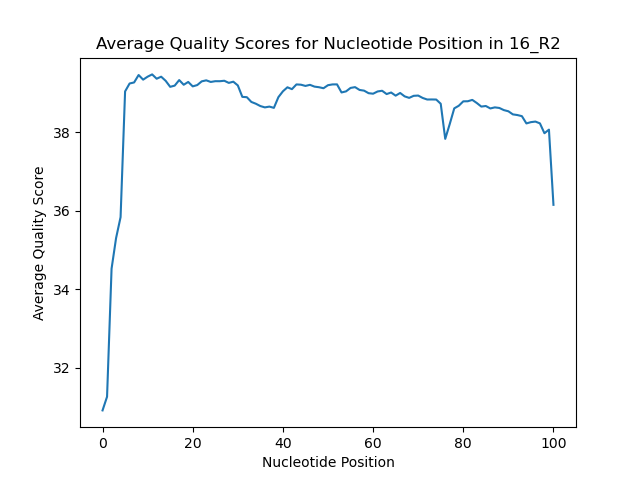 Average Quality Scores for Nucleotide Position in 16_R2
Average Quality Score
38
36
34
32
0 20 40 60 80 100
Nucleotide Position